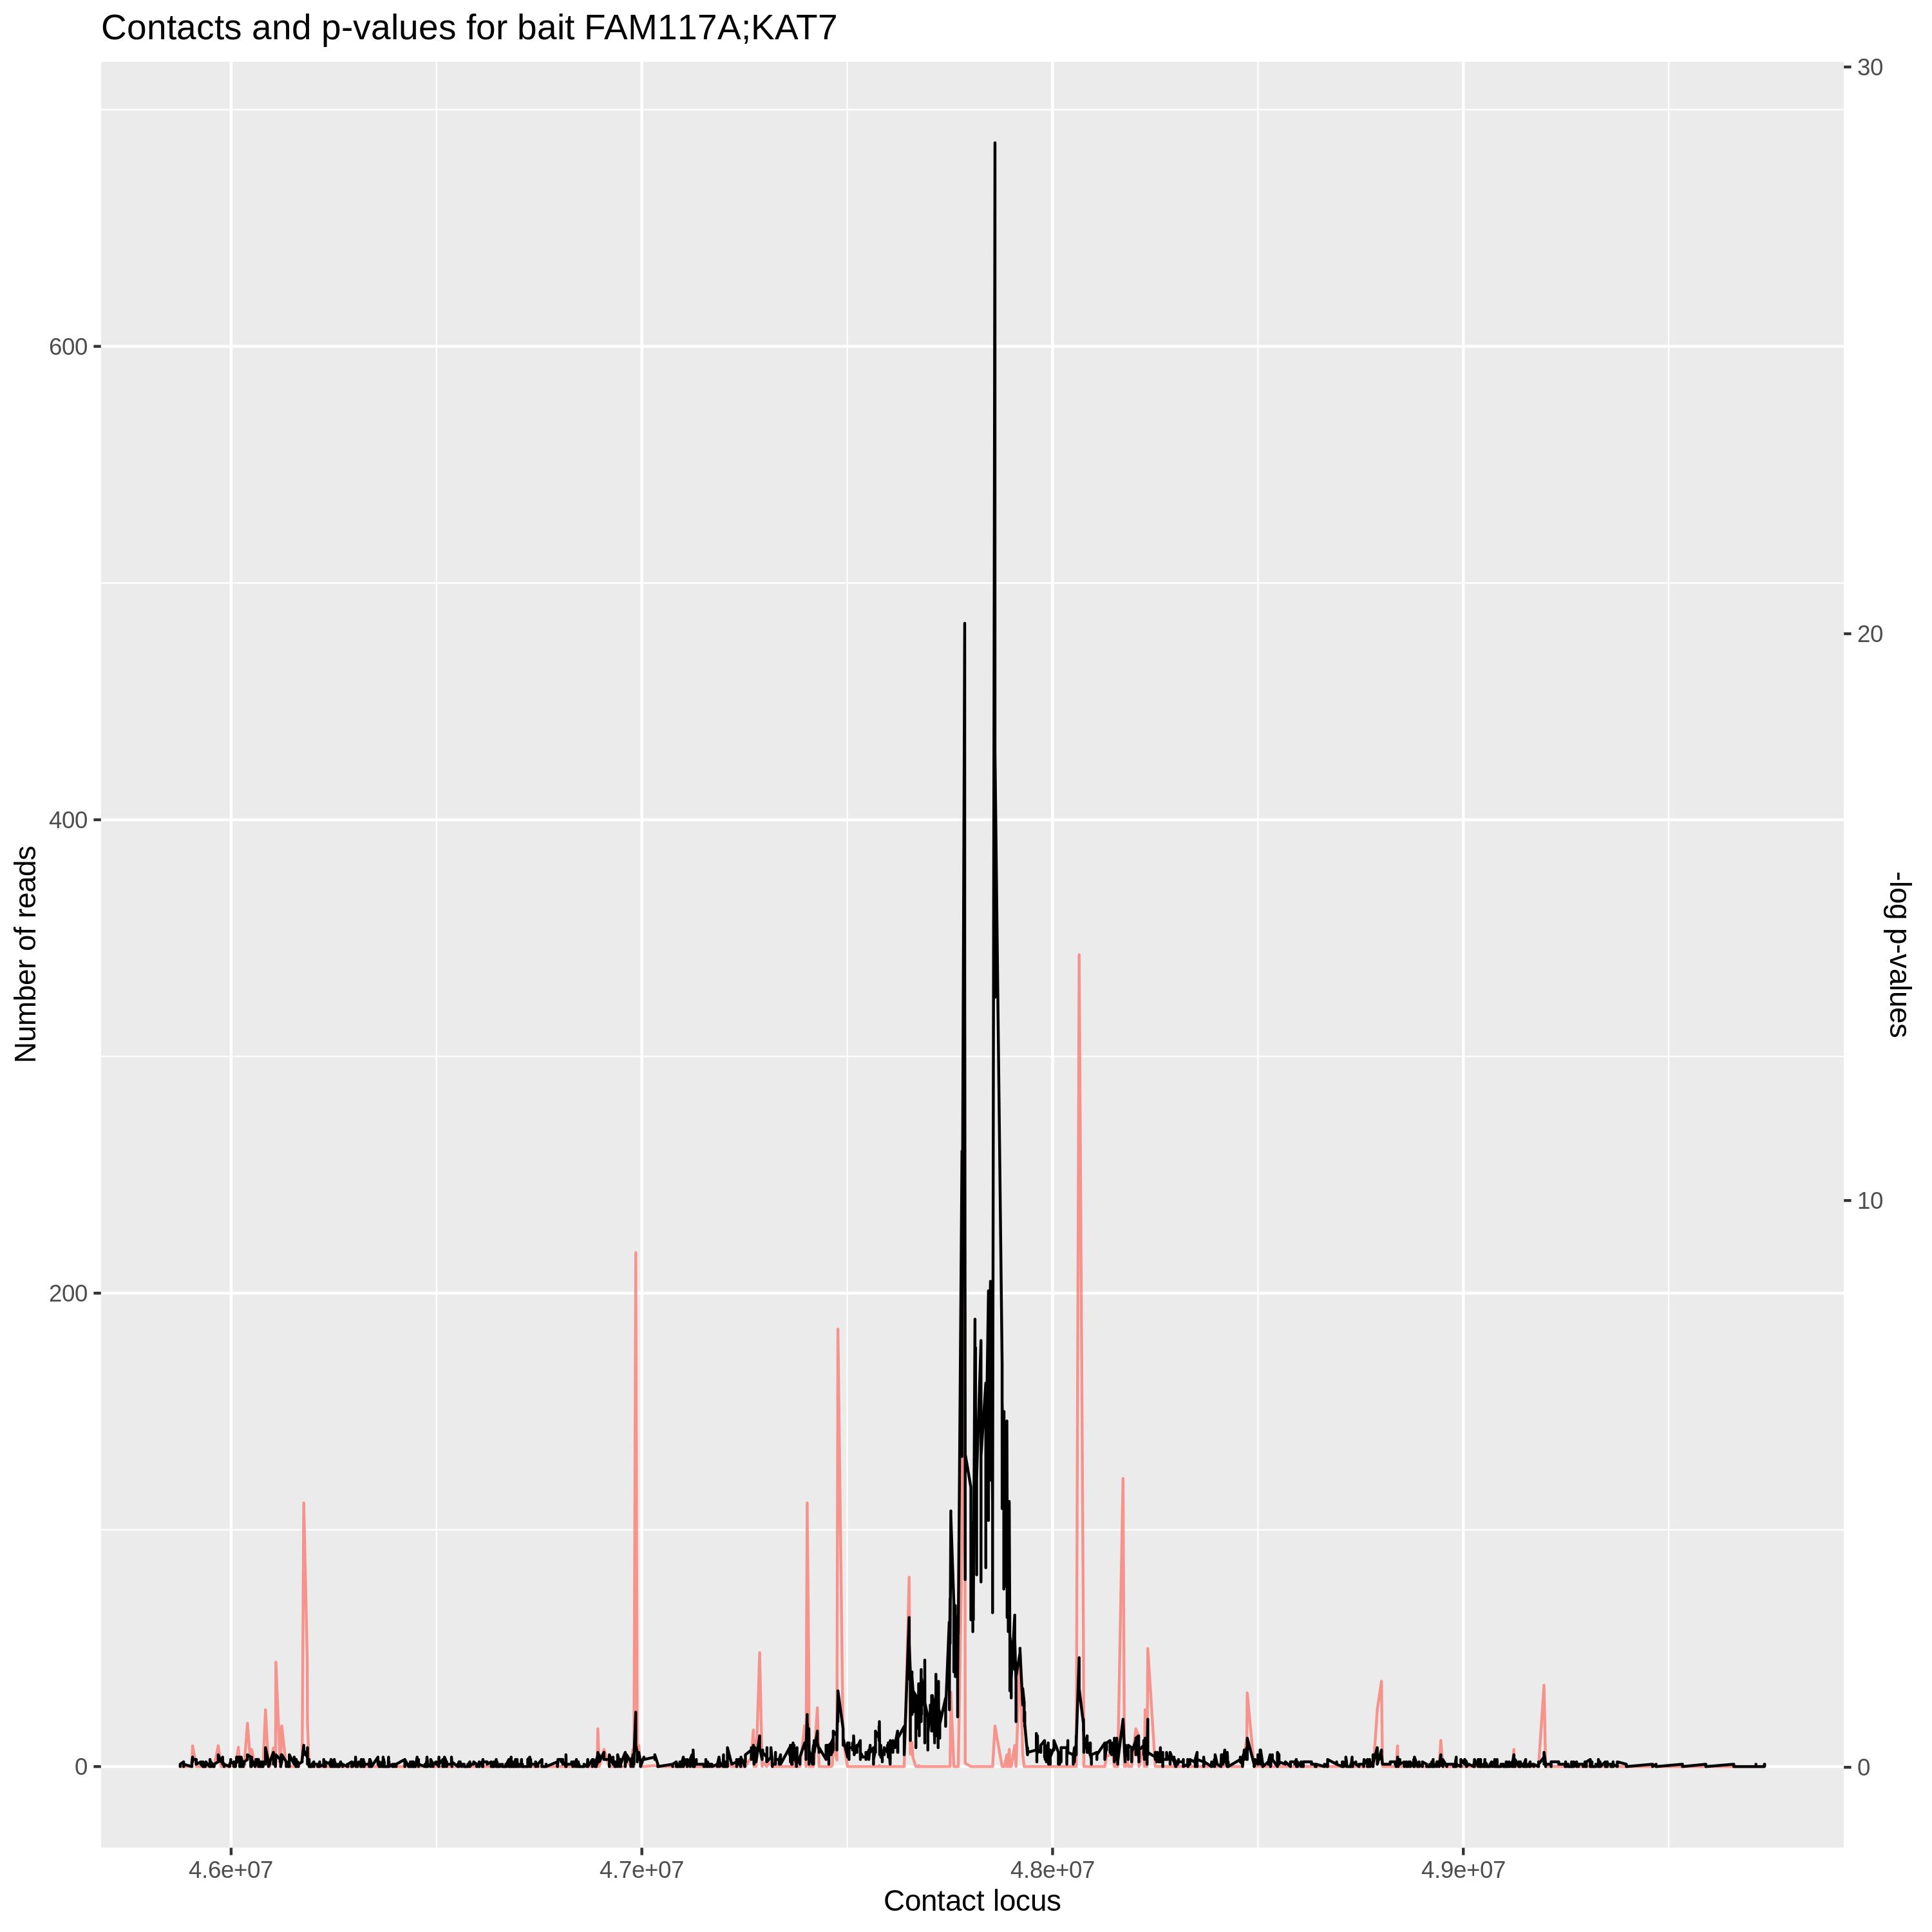 Contacts and p-values for bait FAM117A;KAT7
30
600
20
400
Number of reads
-log p-values
10
200
0
0
4.6e+07
4.7e+07
4.8e+07
4.9e+07
Contact locus